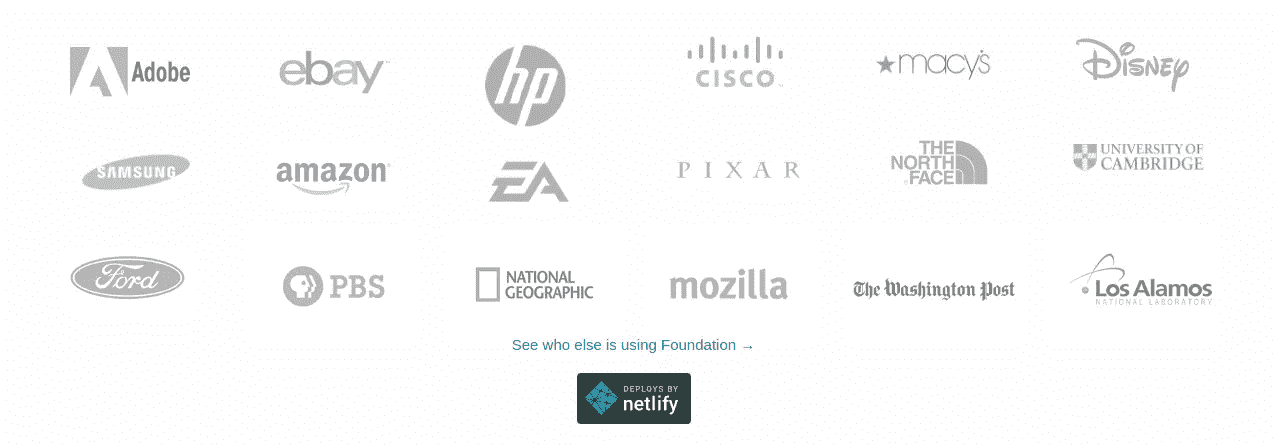 Adobe
ebay™
hp
CISCO
macy's
Disney
SAMSUNG
amazon
EA
PIXAR
THE
NORTH
FACE
UNIVERSITY OF
CAMBRIDGE
Ford
PBS
NATIONAL
GEOGRAPHIC
mozilla
The Washington Post
Los Alamos
NATIONAL LABORATORY
See who else is using Foundation →
DEPLOYS BY
netlify